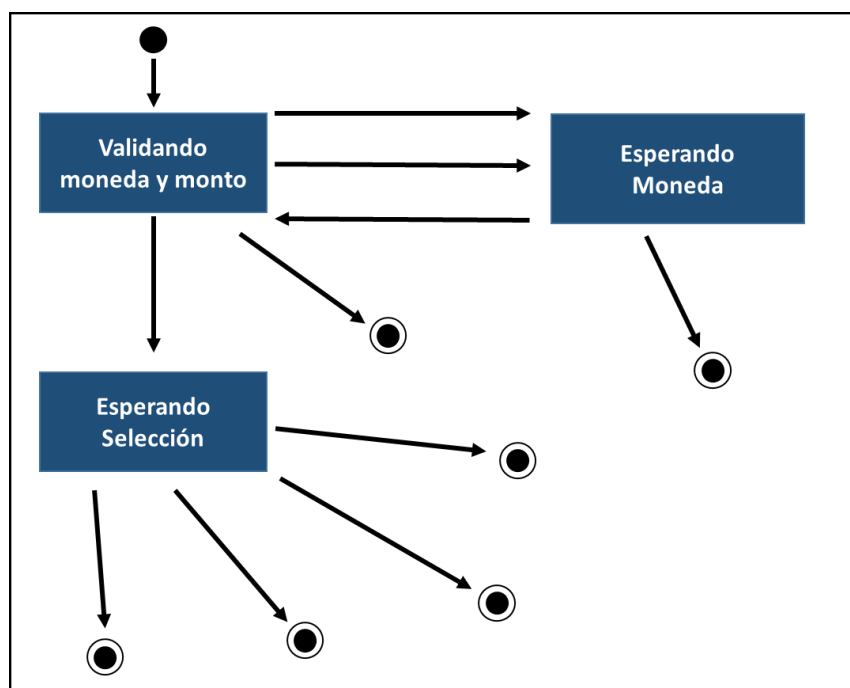 Validando
moneda y monto
Esperando
Moneda
Esperando
Selección